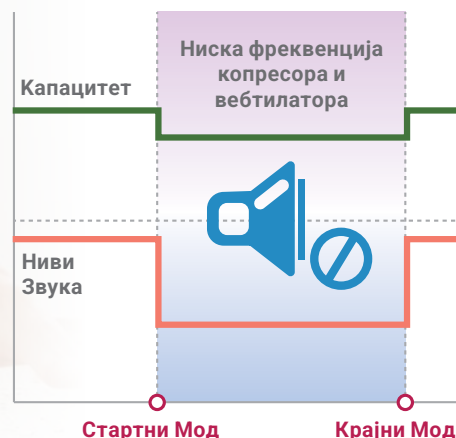 Ниска фреквенција
копресора и
вебтилатора
Капацитет
Ниви
Звука
Стартни Мод
Крајни Мод